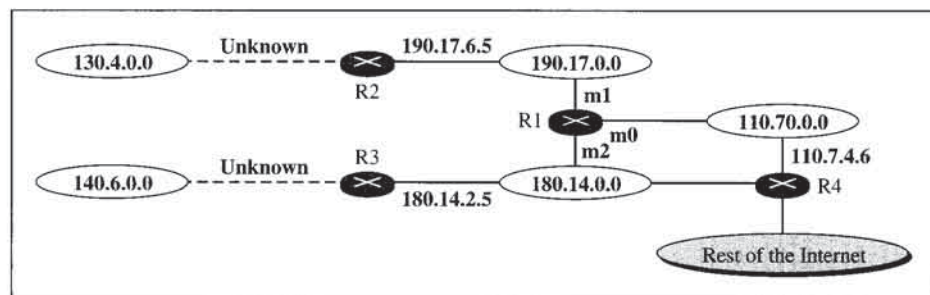 130.4.0.0
Unknown
R2
190.17.6.5
190.17.0.0
m1
R1
m0
110.70.0.0
m2
110.7.4.6
140.6.0.0
Unknown
R3
180.14.2.5
180.14.0.0
R4
Rest of the Internet